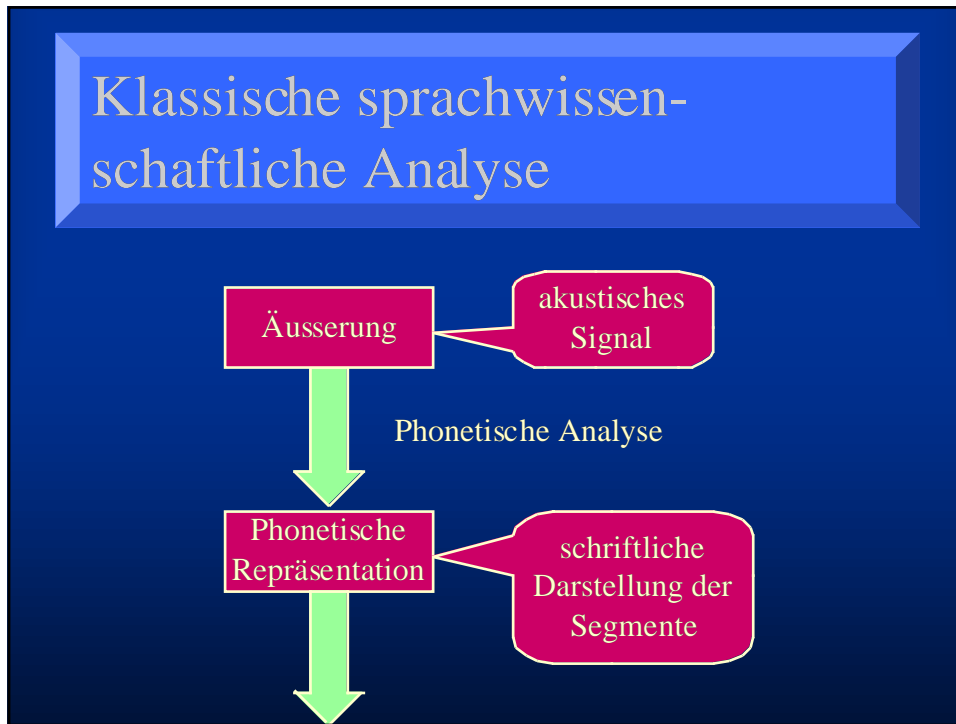 Klassische sprachwissen-
schaftliche Analyse
Äusserung
akustisches
Signal
Phonetische Analyse
Phonetische
Repräsentation
schriftliche
Darstellung der
Segmente